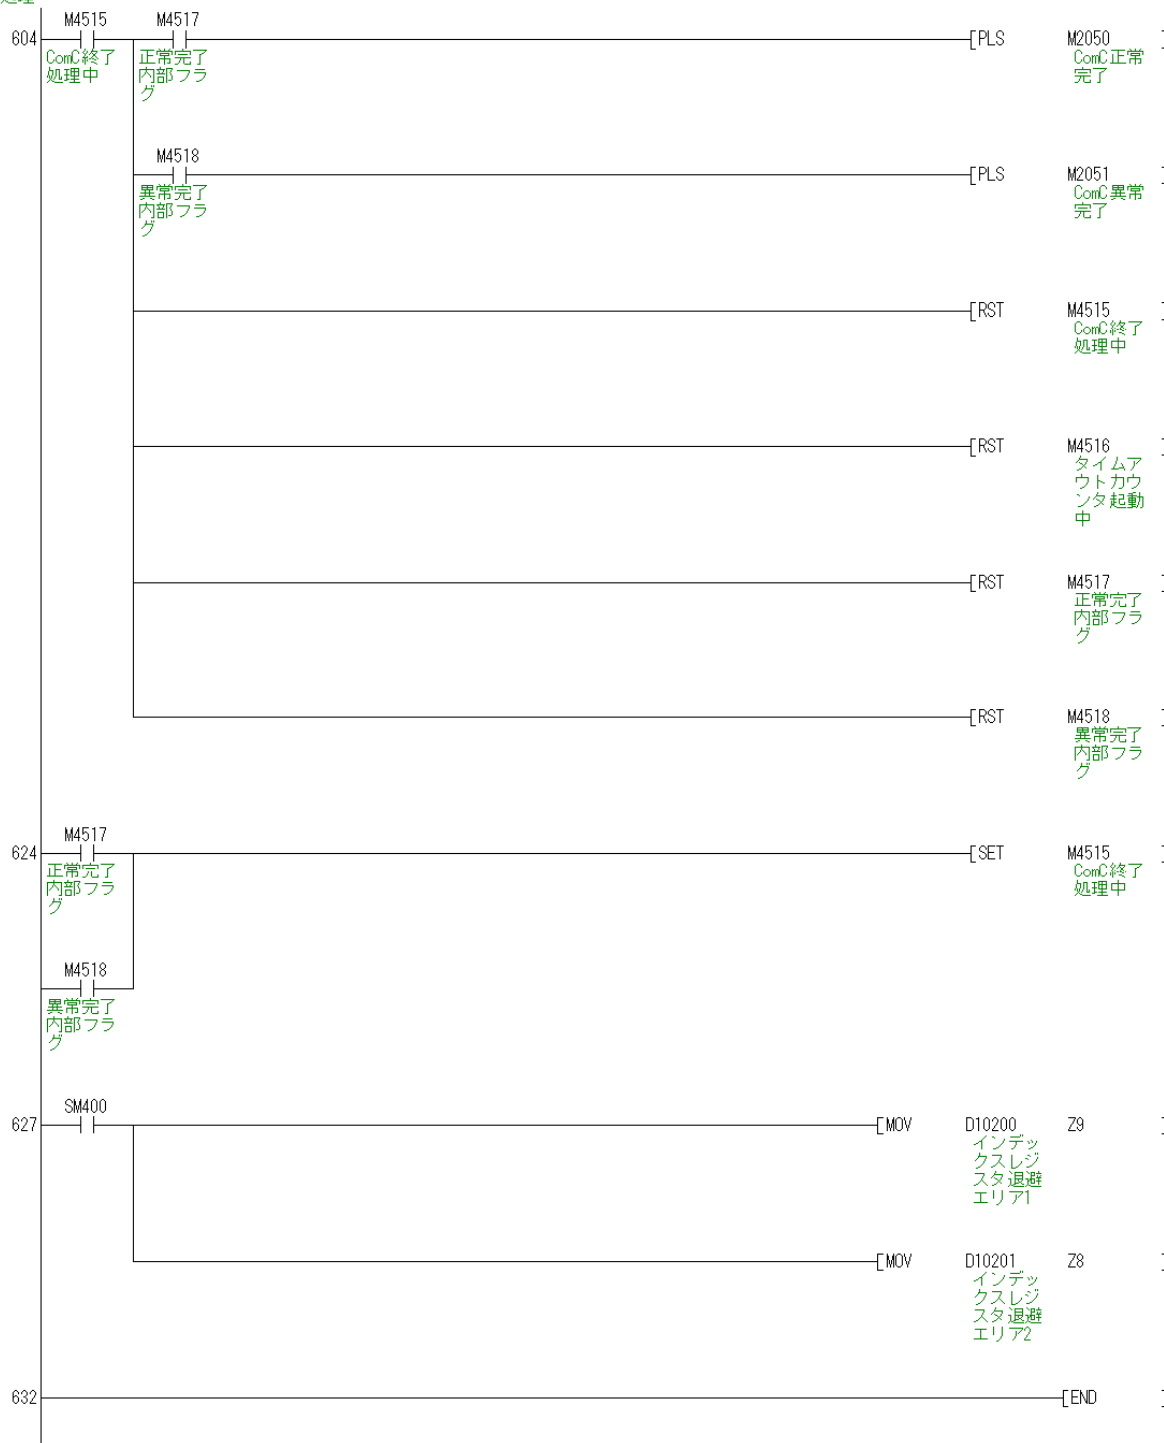 処理
M4515 M4517
604 [PLS M2050 ]
ComC終了 正常完了 ComC正常
処理中 内部フラ 完了
グ
M4518
[PLS M2051 ]
異常完了 ComC異常
内部フラ 完了
グ
[RST M4515 ]
ComC終了
処理中
[RST M4516 ]
タイムア
ウトカウ
ンタ起動
中
[RST M4517 ]
正常完了
内部フラ
グ
[RST M4518 ]
異常完了
内部フラ
グ
M4517
624 [SET M4515 ]
正常完了 ComC終了
内部フラ 処理中
グ
M4518
異常完了
内部フラ
グ
SM400
627 [MOV D10200 Z9 ]
インデッ
クスレジ
スタ退避
エリア1
[MOV D10201 Z8 ]
インデッ
クスレジ
スタ退避
エリア2
632 [END ]